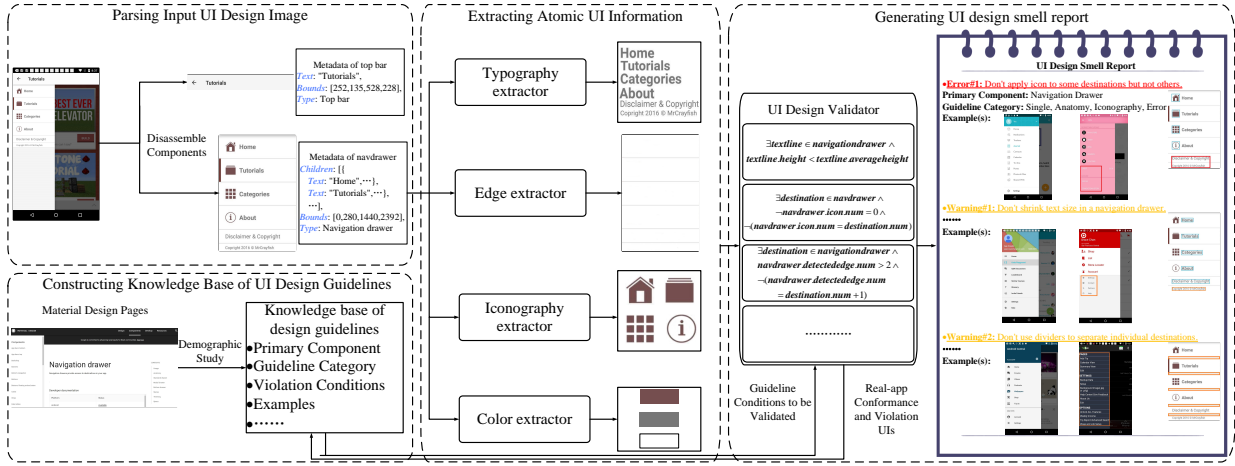 Parsing Input UI Design Image
Tutorials
Home
Tutorials
Categories
About
Disassemble
Components
Tutorials
Home
Tutorials
Categories
About
Disclaimer & Copyright
Copyright 2016 © MrCrayfish
Metadata of top bar
Text: "Tutorials",
Bounds: [252,135,528,228],
Type: Top bar
Metadata of navdrawer
Children: [{
Text: "Home",···},
Text: "Tutorials",···},
···],
Bounds: [0,280,1440,2392],
Type: Navigation drawer
Constructing Knowledge Base of UI Design Guidelines
Material Design Pages
Navigation drawer
Demographic
Study
Knowledge base of
design guidelines
●Primary Component
●Guideline Category
●Violation Conditions
●Examples
●······
Extracting Atomic UI Information
Typography
extractor
Home
Tutorials
Categories
About
Disclaimer & Copyright
Copyright 2016 © MrCrayfish
Edge extractor
Iconography
extractor
Color extractor
Generating UI design smell report
UI Design Validator
∃textline ∈ navigationdrawer ∧
textline.height < textline.averageheight
∃destination ∈ navdrawer ∧
¬navdrawer.icon.num = 0 ∧
¬(navdrawer.icon.num = destination.num)
∃destination ∈ navigationdrawer ∧
navdrawer.detectededge.num > 2 ∧
¬(navdrawer.detectededge.num
= destination.num +1)
············
Guideline
Conditions to be
Validated
Real-app
Conformance
and Violation
UIs
UI Design Smell Report
●Error#1: Don't apply icon to some destinations but not others.
Primary Component: Navigation Drawer
Guideline Category: Single, Anatomy, Iconography, Error
Example(s):
Home
Tutorials
Categories
About
Disclaimer & Copyright
●Warning#1: Don't shrink text size in a navigation drawer.
······
Example(s):
Home
Tutorials
Categories
About
●Warning#2: Don't use dividers to separate individual destinations.
······
Example(s):
Home
Tutorials
Categories
About
Disclaimer & Copyright